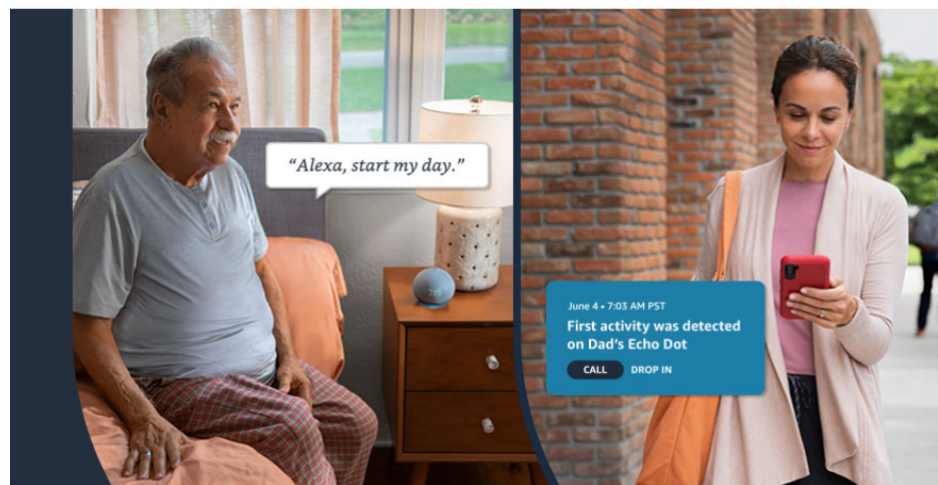 “Alexa, start my day.”
June 4 • 7:03 AM PST
First activity was detected
on Dad’s Echo Dot
CALL DROP IN